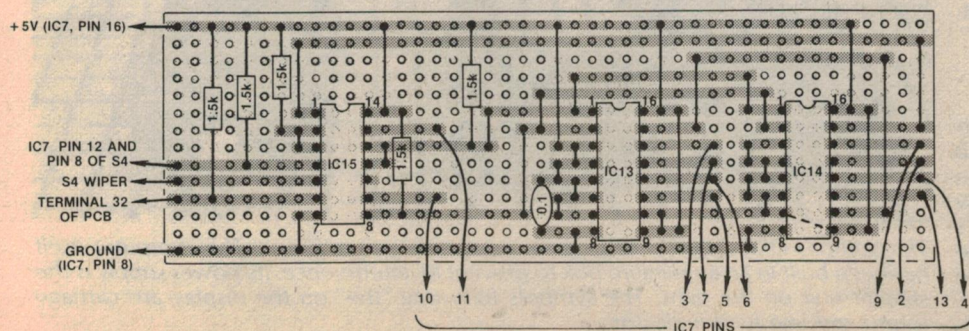 +5V (IC7, PIN 16)
1.5k
1.5k
1.5k
1.5k
1.5k
1
14
IC15
7
8
1
16
IC13
8
9
0.1
1
16
IC14
8
9
IC7 PIN 12 AND
PIN 8 OF S4
S4 WIPER
TERMINAL 32
OF PCB
GROUND
(IC7, PIN 8)
10
11
3
7
5
6
9
2
13
4
IC7 PINS